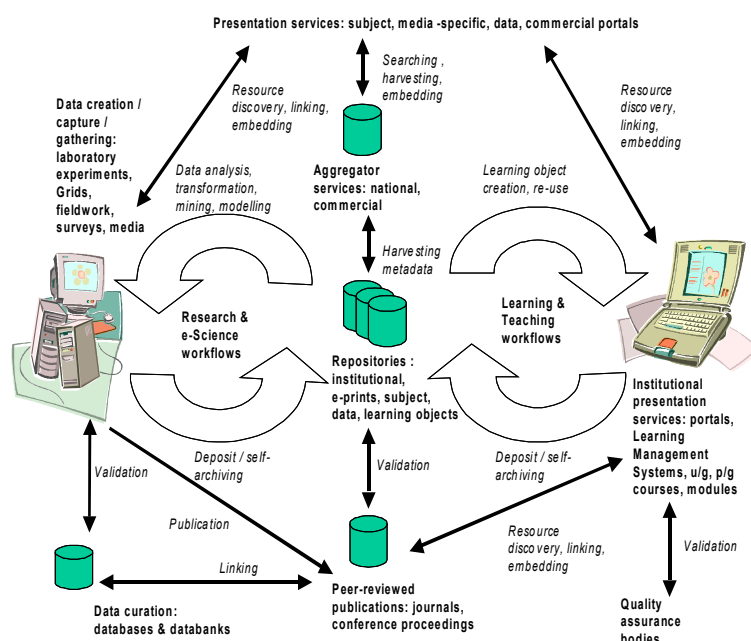 Presentation services: subject, media -specific, data, commercial portals
Searching ,
harvesting,
embedding
Resource
discovery, linking,
embedding
Resource
discovery,
linking,
embedding
Data creation /
capture /
gathering:
laboratory
experiments,
Grids,
fieldwork,
surveys, media
Data analysis,
transformation,
mining, modelling
Aggregator
services: national,
commercial
Learning object
creation, re-use
Harvesting
metadata
Research &
e-Science
workflows
Learning &
Teaching
workflows
Repositories :
institutional,
e-prints, subject,
data, learning objects
Institutional
presentation
services: portals,
Learning
Management
Systems, u/g, p/g
courses, modules
Deposit / self-
archiving
Validation
Validation
Deposit / self-
archiving
Publication
Resource
discovery, linking,
embedding
Validation
Linking
Data curation:
databases & databanks
Peer-reviewed
publications: journals,
conference proceedings
Quality
assurance
bodies